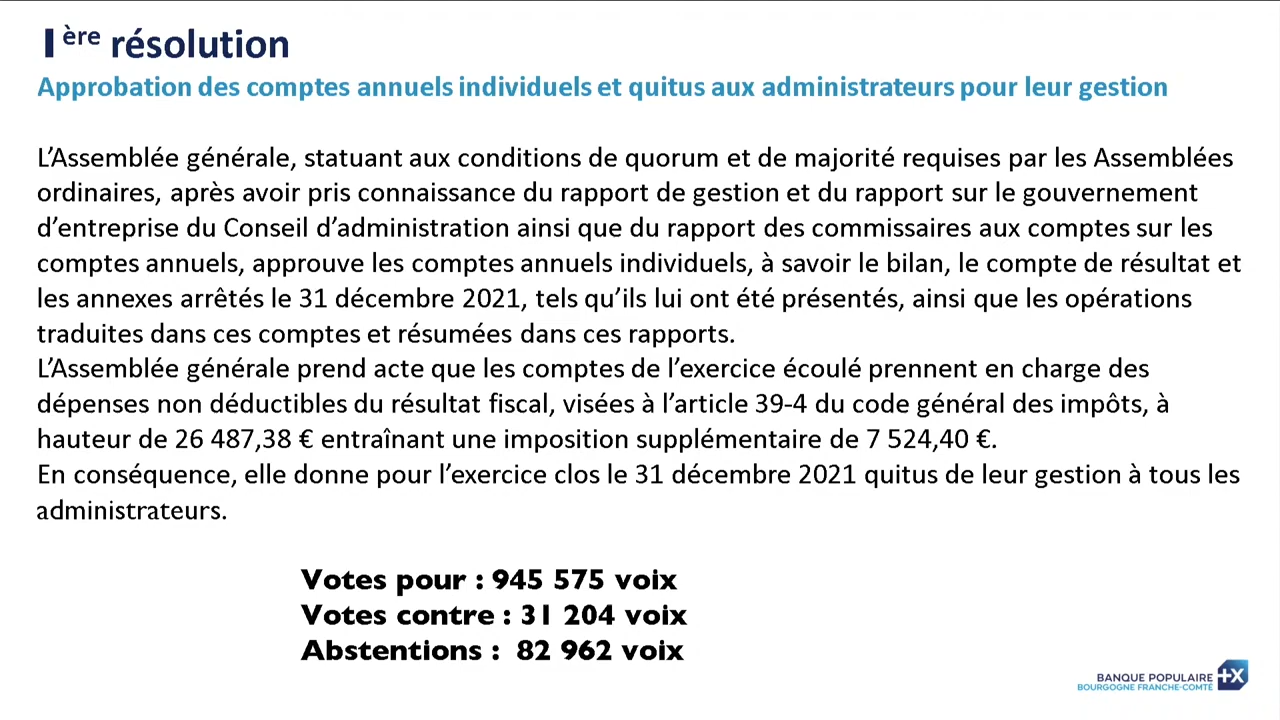 1ère résolution
Approbation des comptes annuels individuels et quitus aux administrateurs pour leur gestion
L’Assemblée générale, statuant aux conditions de quorum et de majorité requises par les Assemblées
ordinaires, après avoir pris connaissance du rapport de gestion et du rapport sur le gouvernement
d’entreprise du Conseil d’administration ainsi que du rapport des commissaires aux comptes sur les
comptes annuels, approuve les comptes annuels individuels, à savoir le bilan, le compte de résultat et
les annexes arrêtés le 31 décembre 2021, tels qu’ils lui ont été présentés, ainsi que les opérations
traduites dans ces comptes et résumées dans ces rapports.
L’Assemblée générale prend acte que les comptes de l’exercice écoulé prennent en charge des
dépenses non déductibles du résultat fiscal, visées à l’article 39-4 du code général des impôts, à
hauteur de 26 487,38 € entraînant une imposition supplémentaire de 7 524,40 €.
En conséquence, elle donne pour l’exercice clos le 31 décembre 2021 quitus de leur gestion à tous les
administrateurs.
Votes pour : 945 575 voix
Votes contre : 31 204 voix
Abstentions :  82 962 voix
BANQUE POPULAIRE
BOURGOGNE FRANCHE-COMTÉ
+X